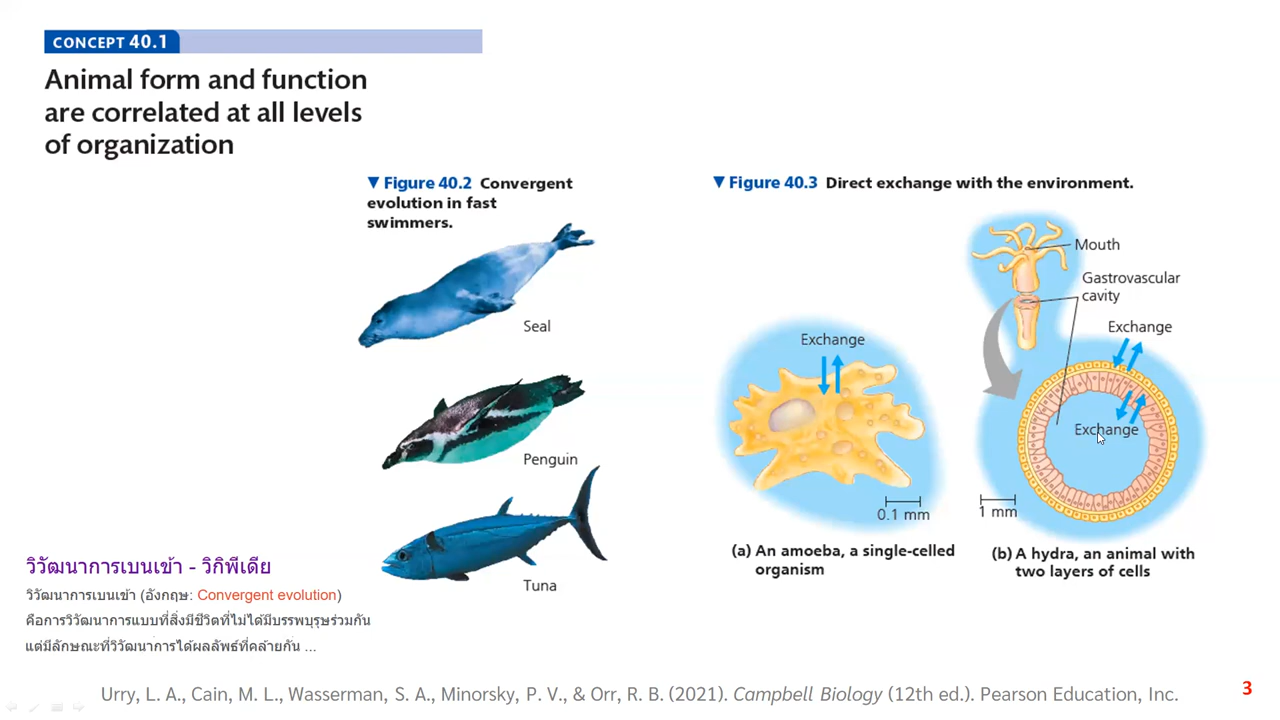 CONCEPT 40.1
Animal form and function
are correlated at all levels
of organization
▼ Figure 40.2 Convergent
evolution in fast
swimmers.
Seal
Penguin
Tuna
▼ Figure 40.3 Direct exchange with the environment.
Exchange
0.1 mm
(a) An amoeba, a single-celled
organism
Mouth
Gastrovascular
cavity
Exchange
Exchange
1 mm
(b) A hydra, an animal with
two layers of cells
วิวัฒนาการเบนเข้า - วิกิพีเดีย
วิวัฒนาการเบนเข้า (อังกฤษ: Convergent evolution)
คือการวิวัฒนาการแบบที่สิ่งมีชีวิตที่ไม่ได้มีบรรพบุรุษร่วมกัน
แต่มีลักษณะที่วิวัฒนาการได้ผลลัพธ์ที่คล้ายกัน ...
Urry, L. A., Cain, M. L., Wasserman, S. A., Minorsky, P. V., & Orr, R. B. (2021). Campbell Biology (12th ed.). Pearson Education, Inc.
3